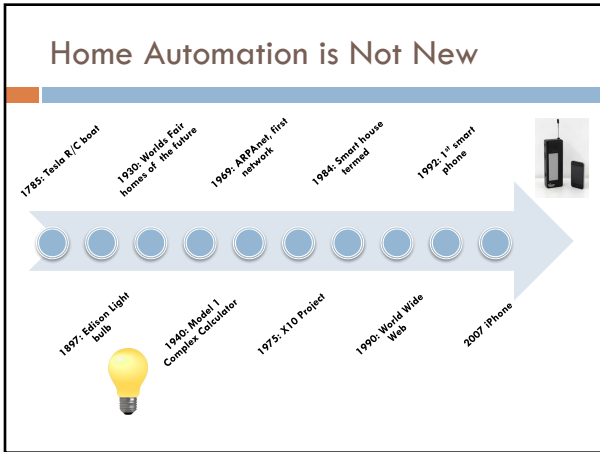 Home Automation is Not New
1785: Tesla R/C boat
1930: Worlds Fair
homes of the future
1969: ARPAnet, first
network
1984: Smart house
termed
1992: 1st smart
phone
1897: Edison Light
bulb
1940: Model 1
Complex Calculator
1975: X10 Project
1990: World Wide
Web
2007 iPhone